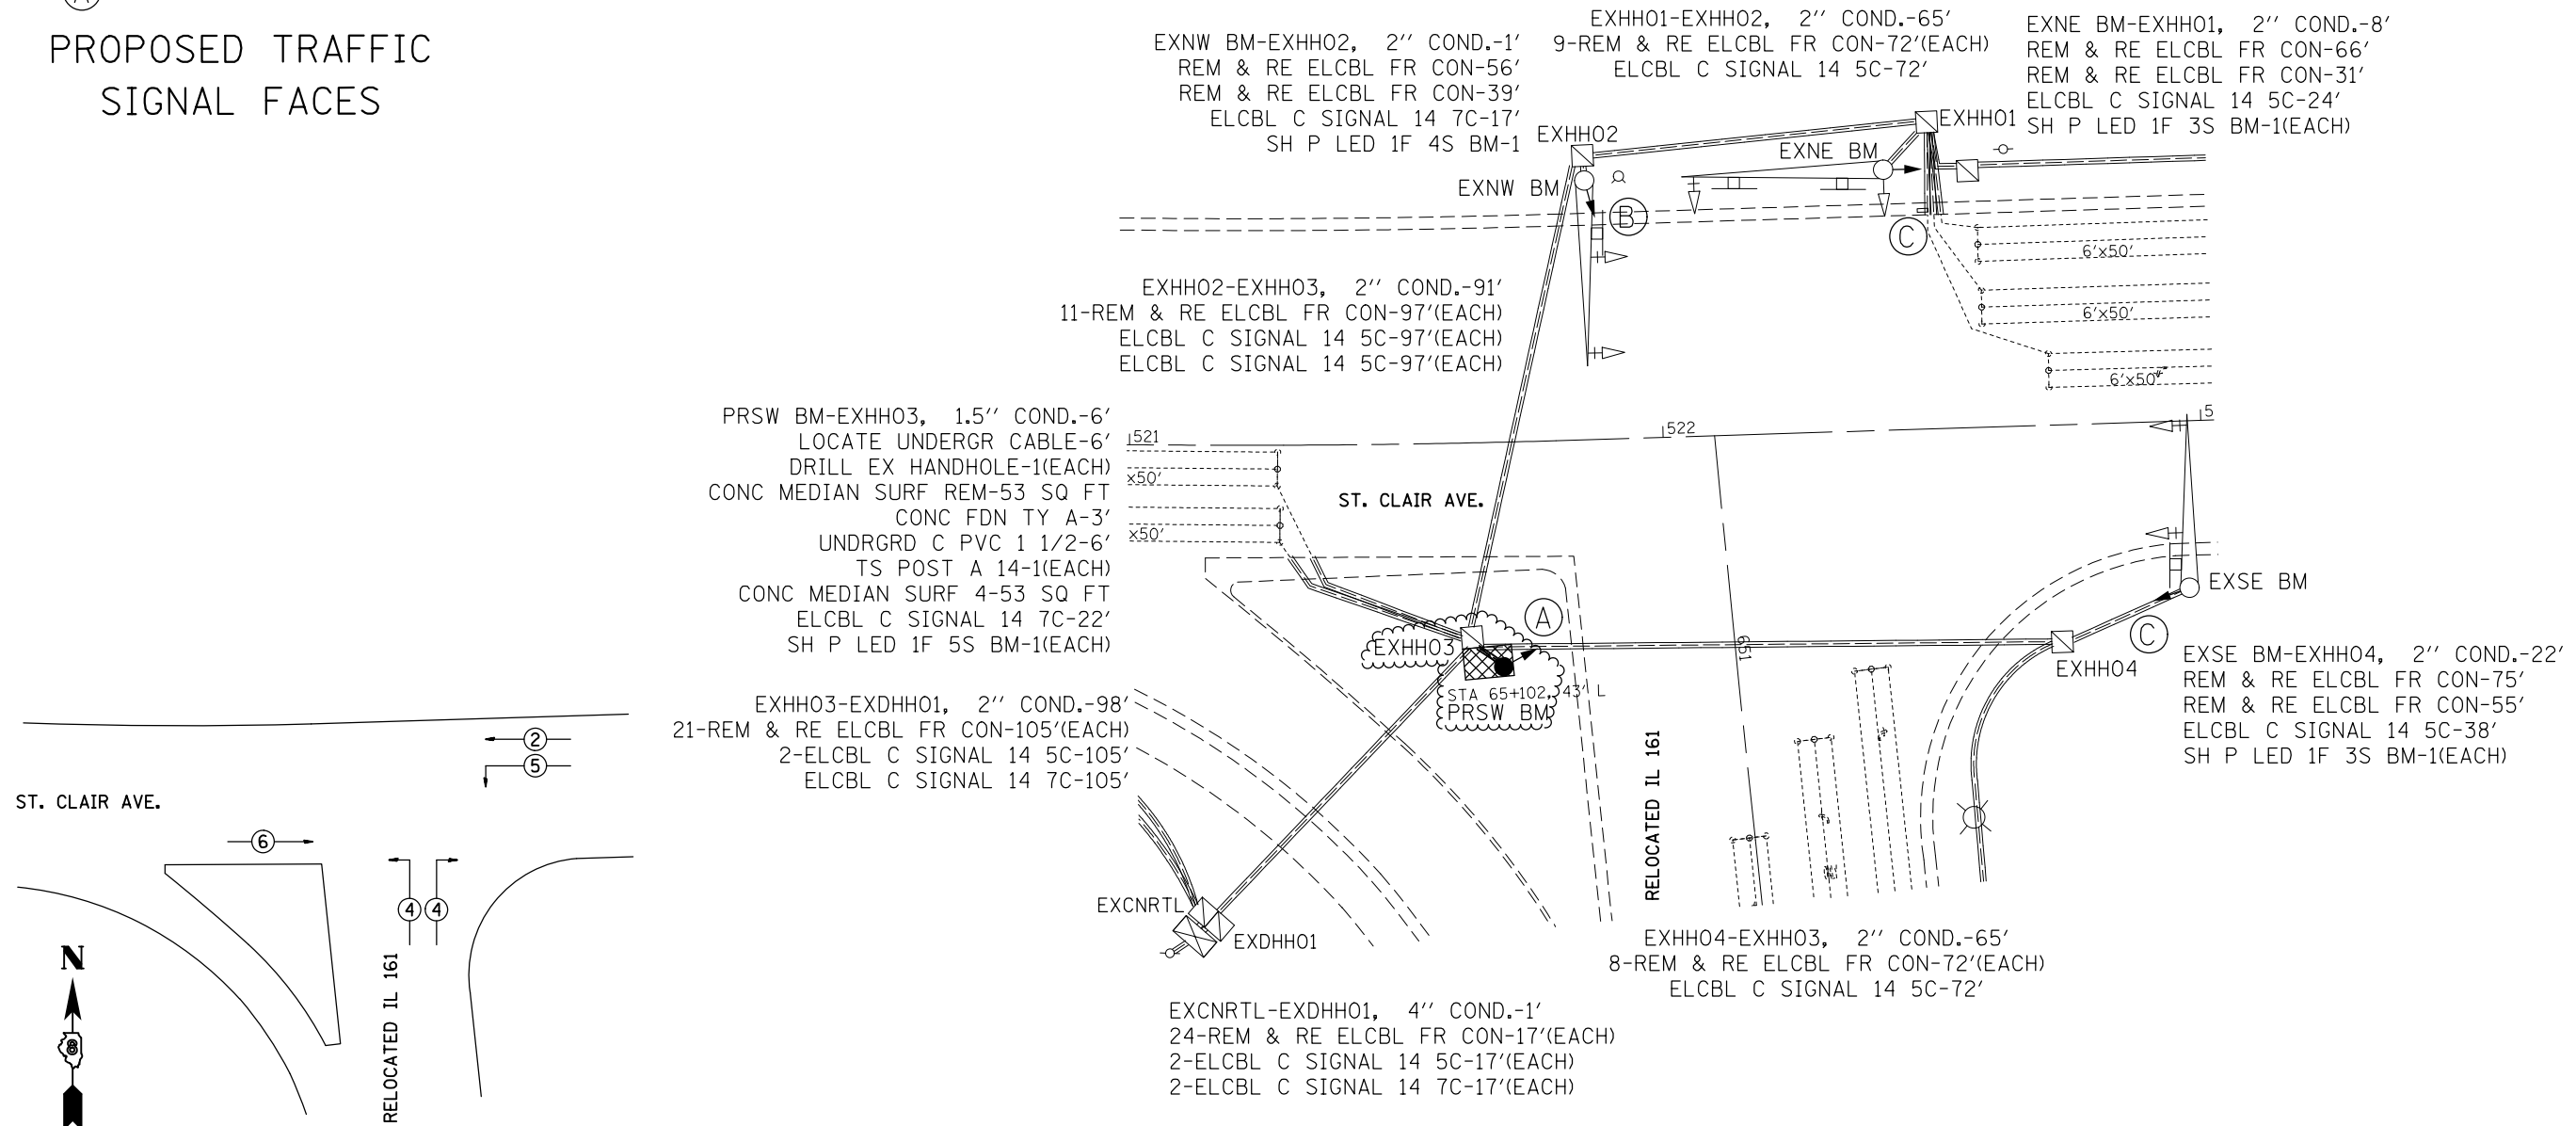 A
PROPOSED TRAFFIC
SIGNAL FACES
EXNW BM-EXHH02, 2'' COND.-1'
REM & RE ELCBL FR CON-56'
REM & RE ELCBL FR CON-39'
ELCBL C SIGNAL 14 7C-17'
SH P LED 1F 4S BM-1
EXHH01-EXHH02, 2'' COND.-65'
9-REM & RE ELCBL FR CON-72'(EACH)
ELCBL C SIGNAL 14 5C-72'
EXNE BM-EXHH01, 2'' COND.-8'
REM & RE ELCBL FR CON-66'
REM & RE ELCBL FR CON-31'
ELCBL C SIGNAL 14 5C-24'
SH P LED 1F 3S BM-1(EACH)
EXHH02
EXHH01
EXNE BM
EXNW BM
B
C
6'x50'
6'x50'
6'x50'
EXHH02-EXHH03, 2'' COND.-91'
11-REM & RE ELCBL FR CON-97'(EACH)
ELCBL C SIGNAL 14 5C-97'(EACH)
ELCBL C SIGNAL 14 5C-97'(EACH)
PRSW BM-EXHH03, 1.5'' COND.-6'
LOCATE UNDERGR CABLE-6'
DRILL EX HANDHOLE-1(EACH)
CONC MEDIAN SURF REM-53 SQ FT
CONC FDN TY A-3'
UNDRGRD C PVC 1 1/2-6'
TS POST A 14-1(EACH)
CONC MEDIAN SURF 4-53 SQ FT
ELCBL C SIGNAL 14 7C-22'
SH P LED 1F 5S BM-1(EACH)
521
522
5
x50'
x50'
ST. CLAIR AVE.
EXSE BM
A
C
EXHH03
EXHH04
651
STA 65+102, 43' L
PRSW BM
EXSE BM-EXHH04, 2'' COND.-22'
REM & RE ELCBL FR CON-75'
REM & RE ELCBL FR CON-55'
ELCBL C SIGNAL 14 5C-38'
SH P LED 1F 3S BM-1(EACH)
EXHH03-EXDHH01, 2'' COND.-98'
21-REM & RE ELCBL FR CON-105'(EACH)
2-ELCBL C SIGNAL 14 5C-105'
ELCBL C SIGNAL 14 7C-105'
RELOCATED IL 161
EXCNRTL
EXDHH01
EXHH04-EXHH03, 2'' COND.-65'
8-REM & RE ELCBL FR CON-72'(EACH)
ELCBL C SIGNAL 14 5C-72'
EXCNRTL-EXDHH01, 4'' COND.-1'
24-REM & RE ELCBL FR CON-17'(EACH)
2-ELCBL C SIGNAL 14 5C-17'(EACH)
2-ELCBL C SIGNAL 14 7C-17'(EACH)
2
5
ST. CLAIR AVE.
6
4 4
RELOCATED IL 161
N
8